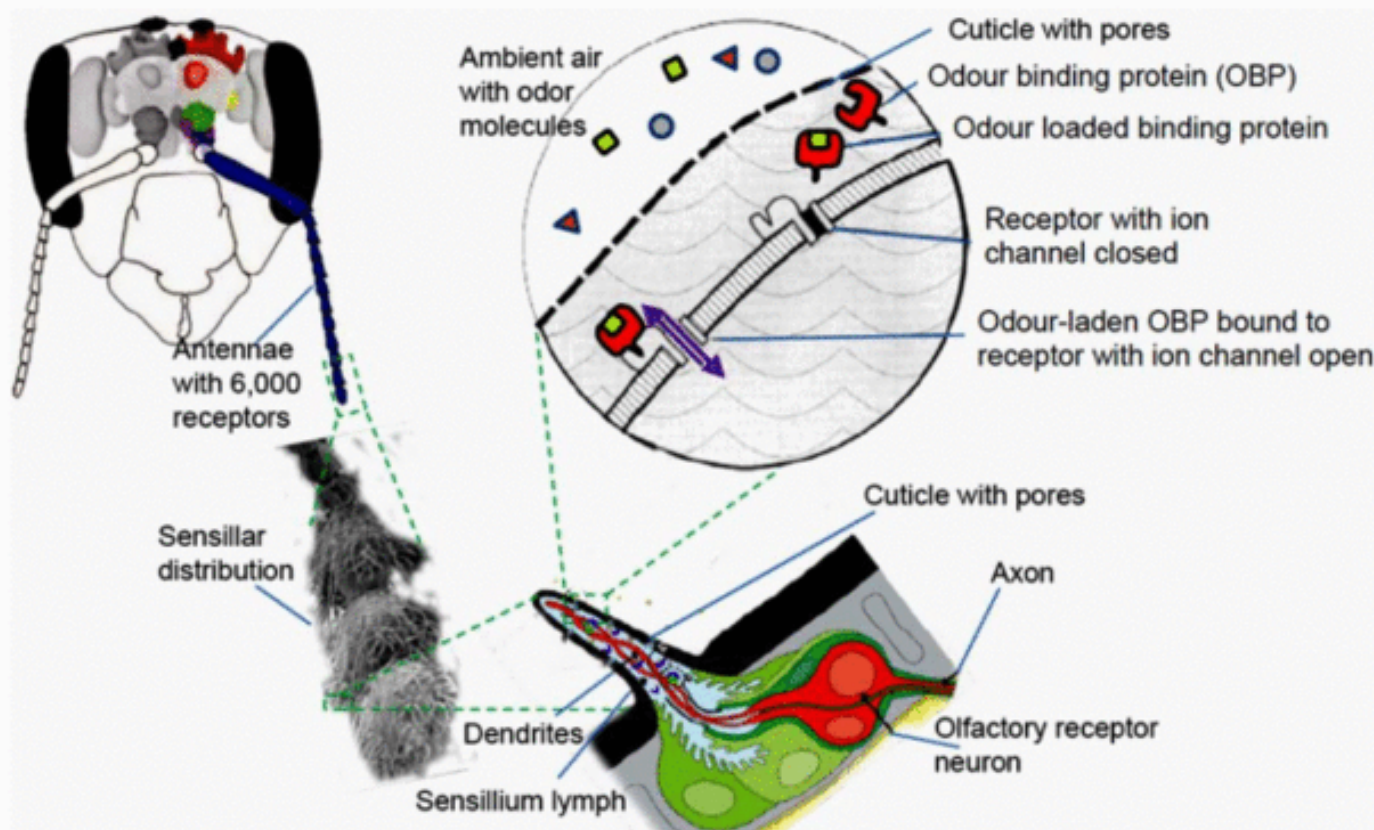 Ambient air
with odor
molecules
Cuticle with pores
Odour binding protein (OBP)
Odour loaded binding protein
Receptor with ion
channel closed
Odour-laden OBP bound to
receptor with ion channel open
Antennae
with 6,000
receptors
Sensillar
distribution
Cuticle with pores
Axon
Dendrites
Olfactory receptor
neuron
Sensillium lymph